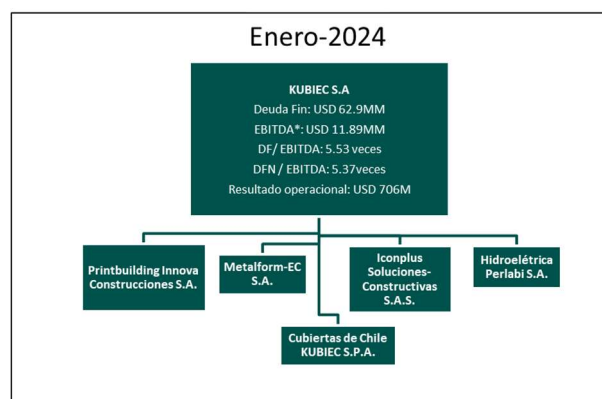 Enero-2024
KUBIEC S.A
Deuda Fin: USD 62.9MM
EBITDA*: USD 11.89MM
DF/ EBITDA: 5.53 veces
DFN / EBITDA: 5.37veces
Resultado operacional: USD 706M
Printbuilding Innova
Construcciones S.A.
Metalform-EC
S.A.
Iconplus
Soluciones-
Constructivas
S.A.S.
Hidroelétrica
Perlabi S.A.
Cubiertas de Chile
KUBIEC S.P.A.